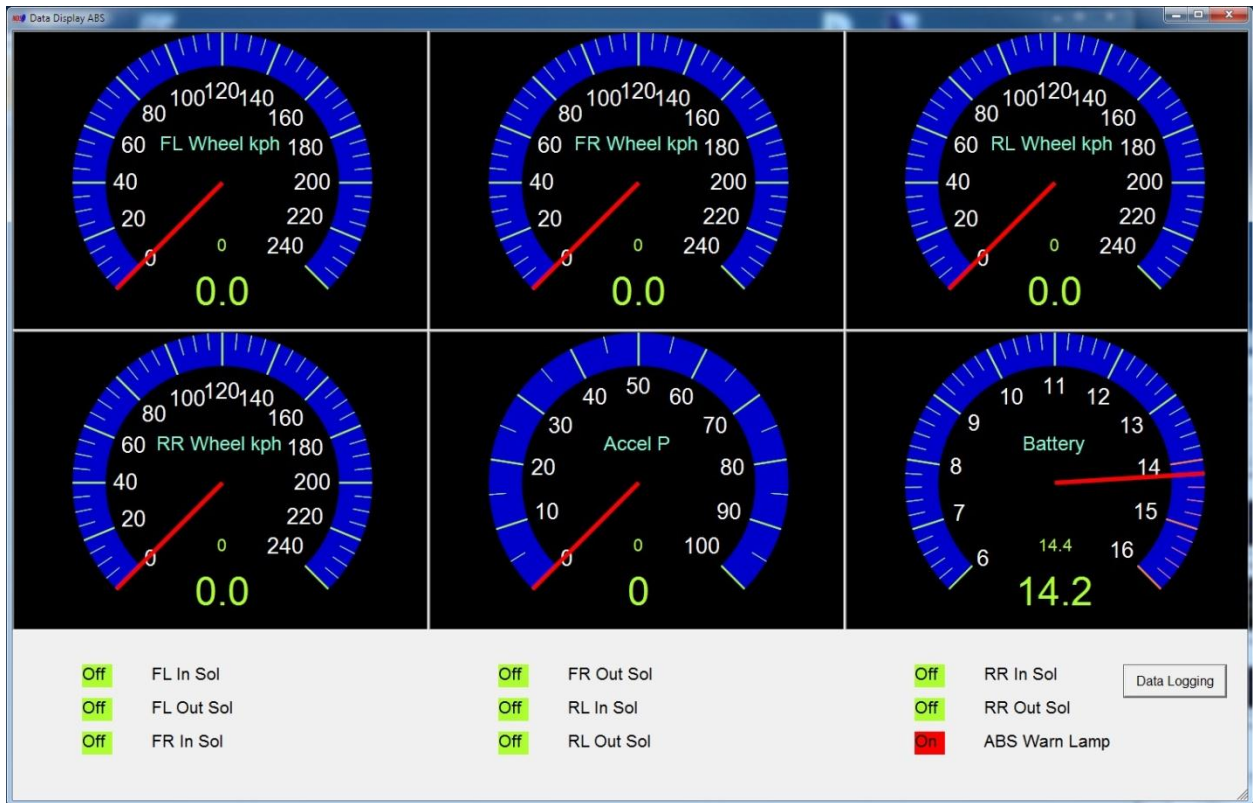 Data Display ABS
0 20 40 60 80 100 120 140 160 180 200 220 240
FL Wheel kph
0
0.0
0 20 40 60 80 100 120 140 160 180 200 220 240
FR Wheel kph
0
0.0
0 20 40 60 80 100 120 140 160 180 200 220 240
RL Wheel kph
0
0.0
0 20 40 60 80 100 120 140 160 180 200 220 240
RR Wheel kph
0
0.0
0 10 20 30 40 50 60 70 80 90 100
Accel P
0
0
6 7 8 9 10 11 12 13 14 15 16
Battery
14.4
14.2
Off FL In Sol
Off FL Out Sol
Off FR In Sol
Off FR Out Sol
Off RL In Sol
Off RL Out Sol
Off RR In Sol
Off RR Out Sol
On ABS Warn Lamp
Data Logging